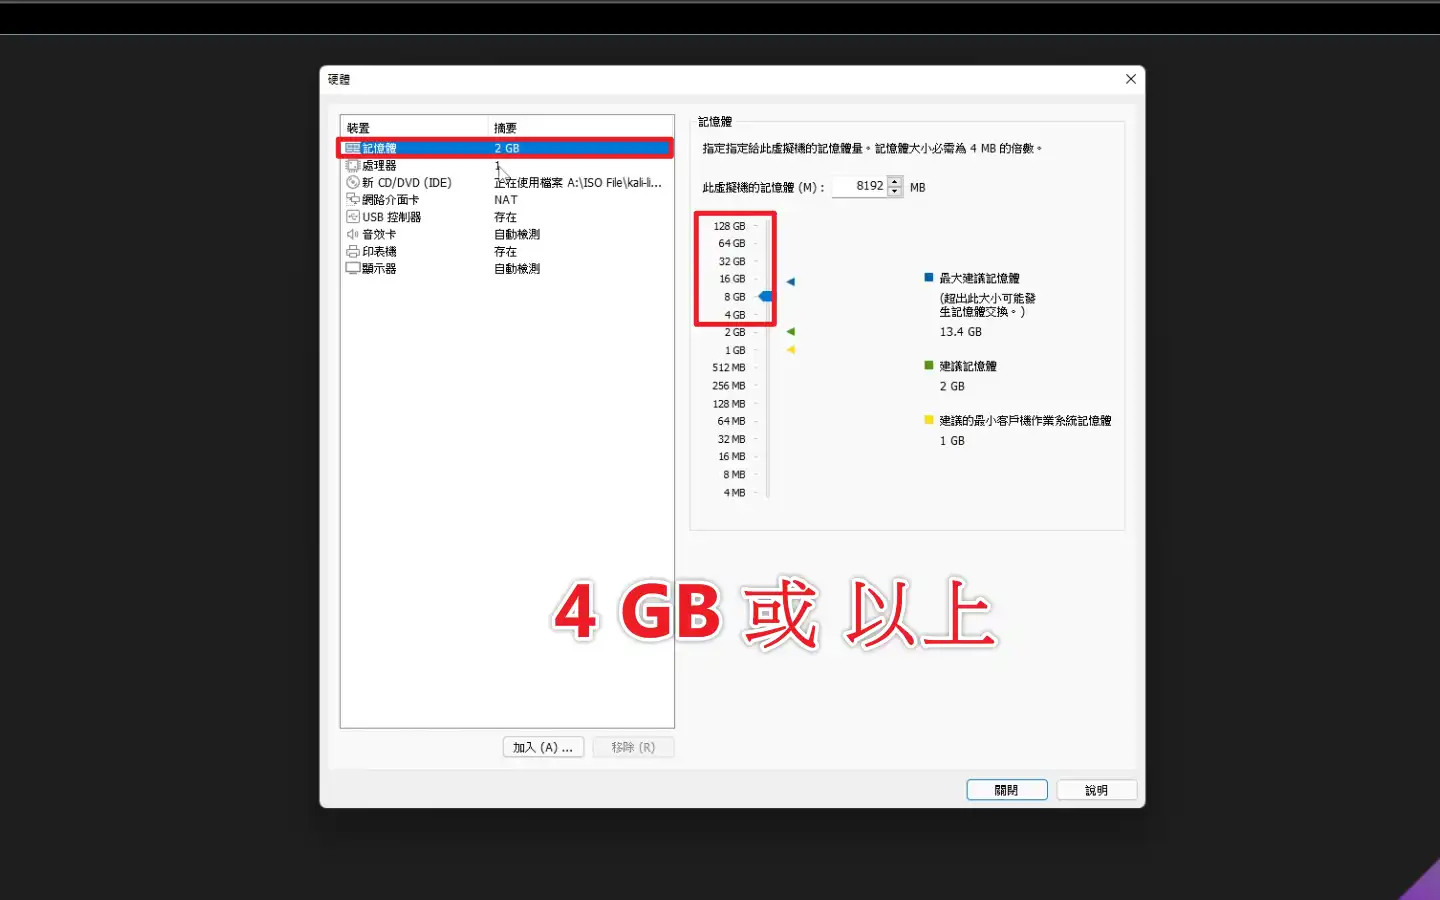 硬體
裝置 摘要
記憶體 2 GB
處理器 1
新 CD/DVD (IDE) 正在使用檔案 A:\ISO File\kali-li...
網路介面卡 NAT
USB 控制器 存在
音效卡 自動檢測
印表機 存在
顯示器 自動檢測
加入 (A) ... 移除 (R)
記憶體
指定指定給此虛擬機的記憶體量。記憶體大小必需為 4 MB 的倍數。
此虛擬機的記憶體 (M)： 8192 MB
128 GB
64 GB
32 GB
16 GB
8 GB
4 GB
2 GB
1 GB
512 MB
256 MB
128 MB
64 MB
32 MB
16 MB
8 MB
4 MB
最大建議記憶體
(超出此大小可能發
生記憶體交換。)
13.4 GB
建議記憶體
2 GB
建議的最小客戶機作業系統記憶體
1 GB
4 GB 或 以上
關閉 說明